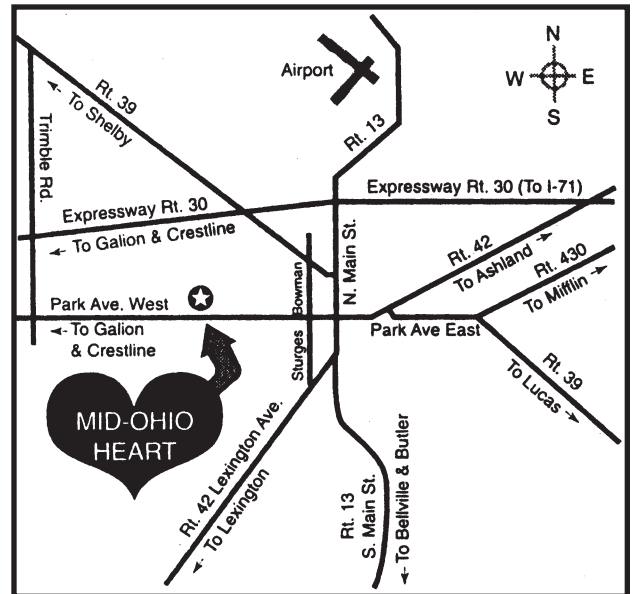 N
W E
S
Airport
Rt. 39
To Shelby
Rt. 13
Trimble Rd.
Expressway Rt. 30 (To I-71)
Expressway Rt. 30
To Galion & Crestline
N. Main St.
Rt. 42
To Ashland
Rt. 430
To Mifflin
Bowman
Park Ave. West
To Galion
& Crestline
Park Ave East
Sturges
Rt. 39
To Lucas
MID-OHIO
HEART
Rt. 42 Lexington Ave.
To Lexington
Rt. 13
S. Main St.
To Bellville & Butler